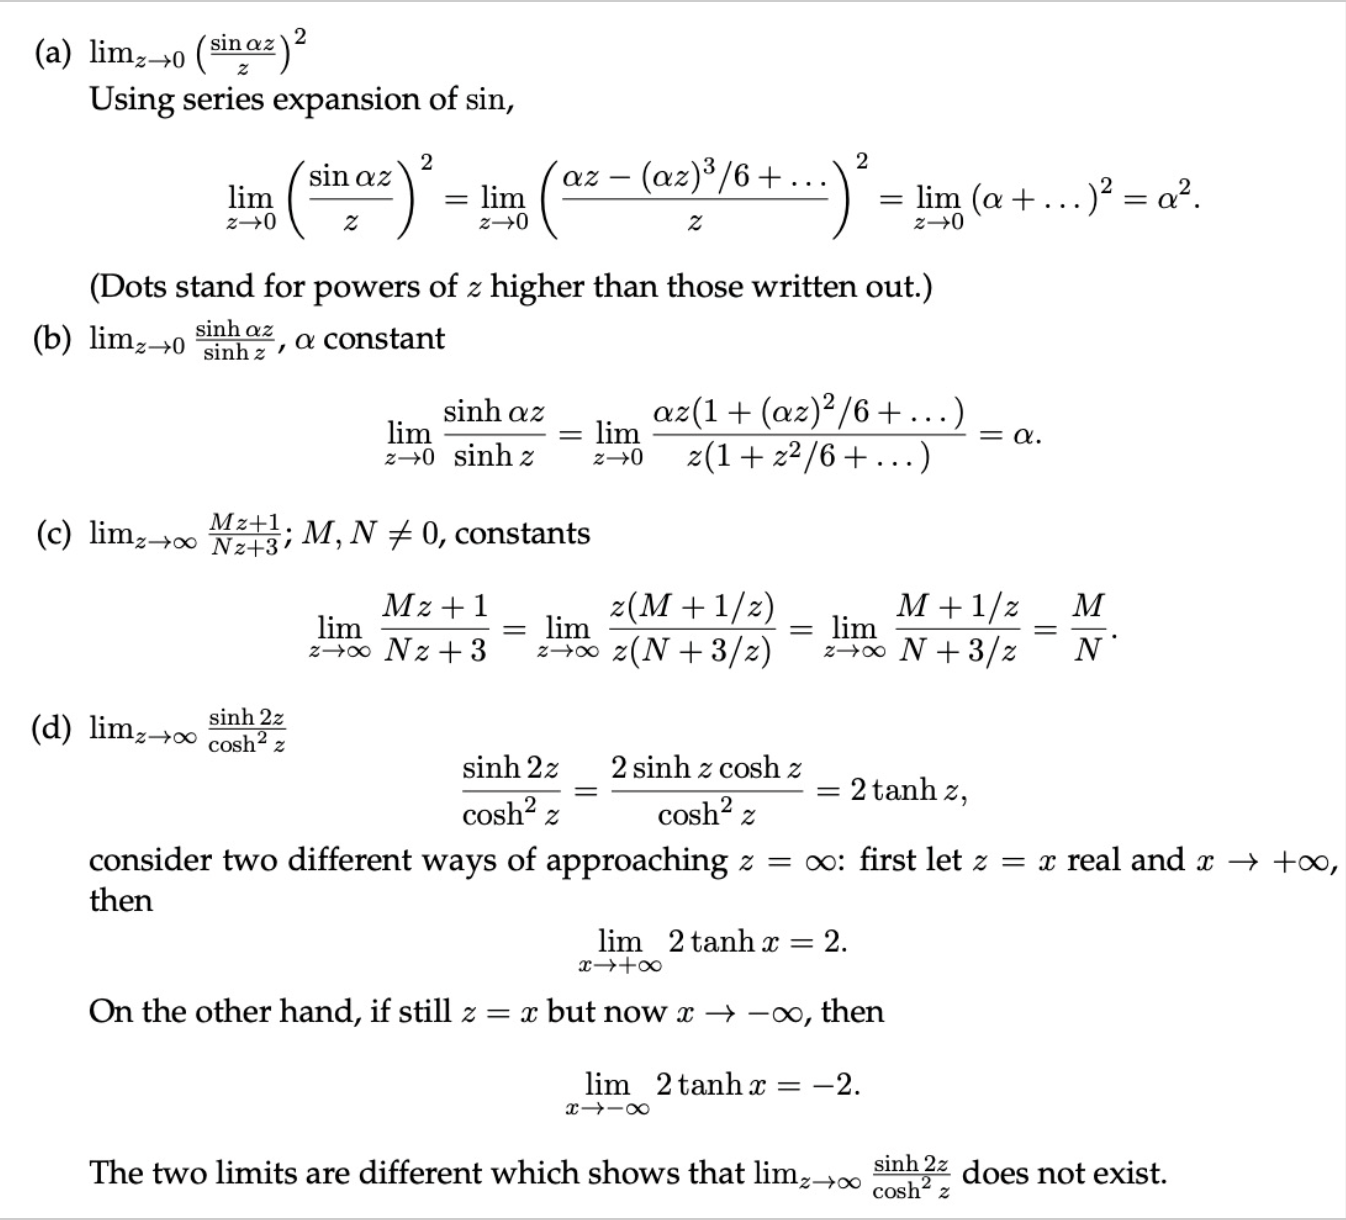 (a) lim_{z→0} (sin αz / z)^2
Using series expansion of sin,
lim_{z→0} (sin αz / z)^2 = lim_{z→0} ((αz − (αz)^3/6 + ...) / z)^2 = lim_{z→0} (α + ...)^2 = α^2.
(Dots stand for powers of z higher than those written out.)
(b) lim_{z→0} sinh αz / sinh z, α constant
lim_{z→0} sinh αz / sinh z = lim_{z→0} αz(1 + (αz)^2/6 + ...) / z(1 + z^2/6 + ...) = α.
(c) lim_{z→∞} Mz+1 / Nz+3; M, N ≠ 0, constants
lim_{z→∞} Mz + 1 / Nz + 3 = lim_{z→∞} z(M + 1/z) / z(N + 3/z) = lim_{z→∞} M + 1/z / N + 3/z = M / N.
(d) lim_{z→∞} sinh 2z / cosh^2 z
sinh 2z / cosh^2 z = 2 sinh z cosh z / cosh^2 z = 2 tanh z,
consider two different ways of approaching z = ∞: first let z = x real and x → +∞,
then
lim_{x→+∞} 2 tanh x = 2.
On the other hand, if still z = x but now x → −∞, then
lim_{x→−∞} 2 tanh x = −2.
The two limits are different which shows that lim_{z→∞} sinh 2z / cosh^2 z does not exist.